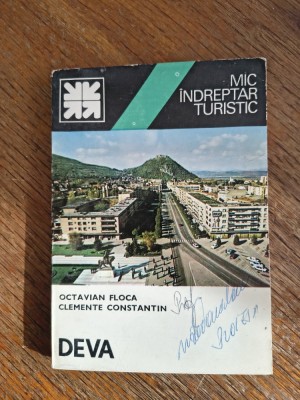 MIC
ÎNDREPTAR
TURISTIC
OCTAVIAN FLOCA
CLEMENTE CONSTANTIN
DEVA